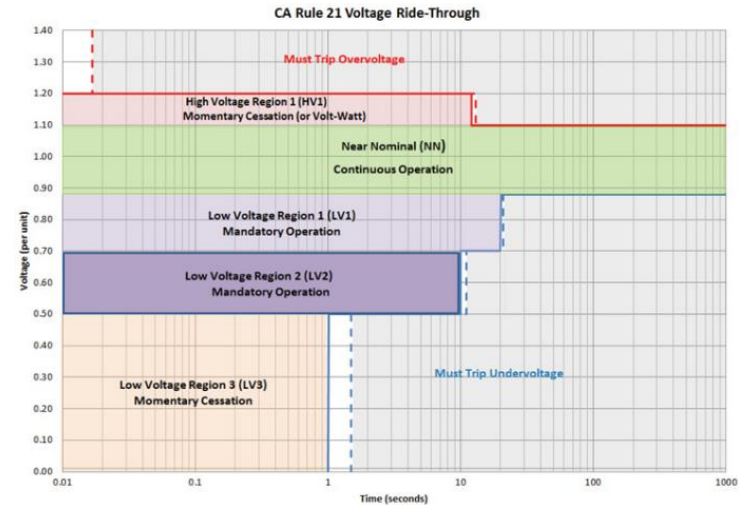 CA Rule 21 Voltage Ride-Through
1.40
1.30
1.20
1.10
1.00
0.90
0.80
0.70
0.60
0.50
0.40
0.30
0.20
0.10
0.00
Voltage (per unit)
Must Trip Overvoltage
High Voltage Region 1 (HV1)
Momentary Cessation (or Volt-Watt)
Near Nominal (NN)
Continuous Operation
Low Voltage Region 1 (LV1)
Mandatory Operation
Low Voltage Region 2 (LV2)
Mandatory Operation
Must Trip Undervoltage
Low Voltage Region 3 (LV3)
Momentary Cessation
0.01
0.1
1
10
100
1000
Time (seconds)